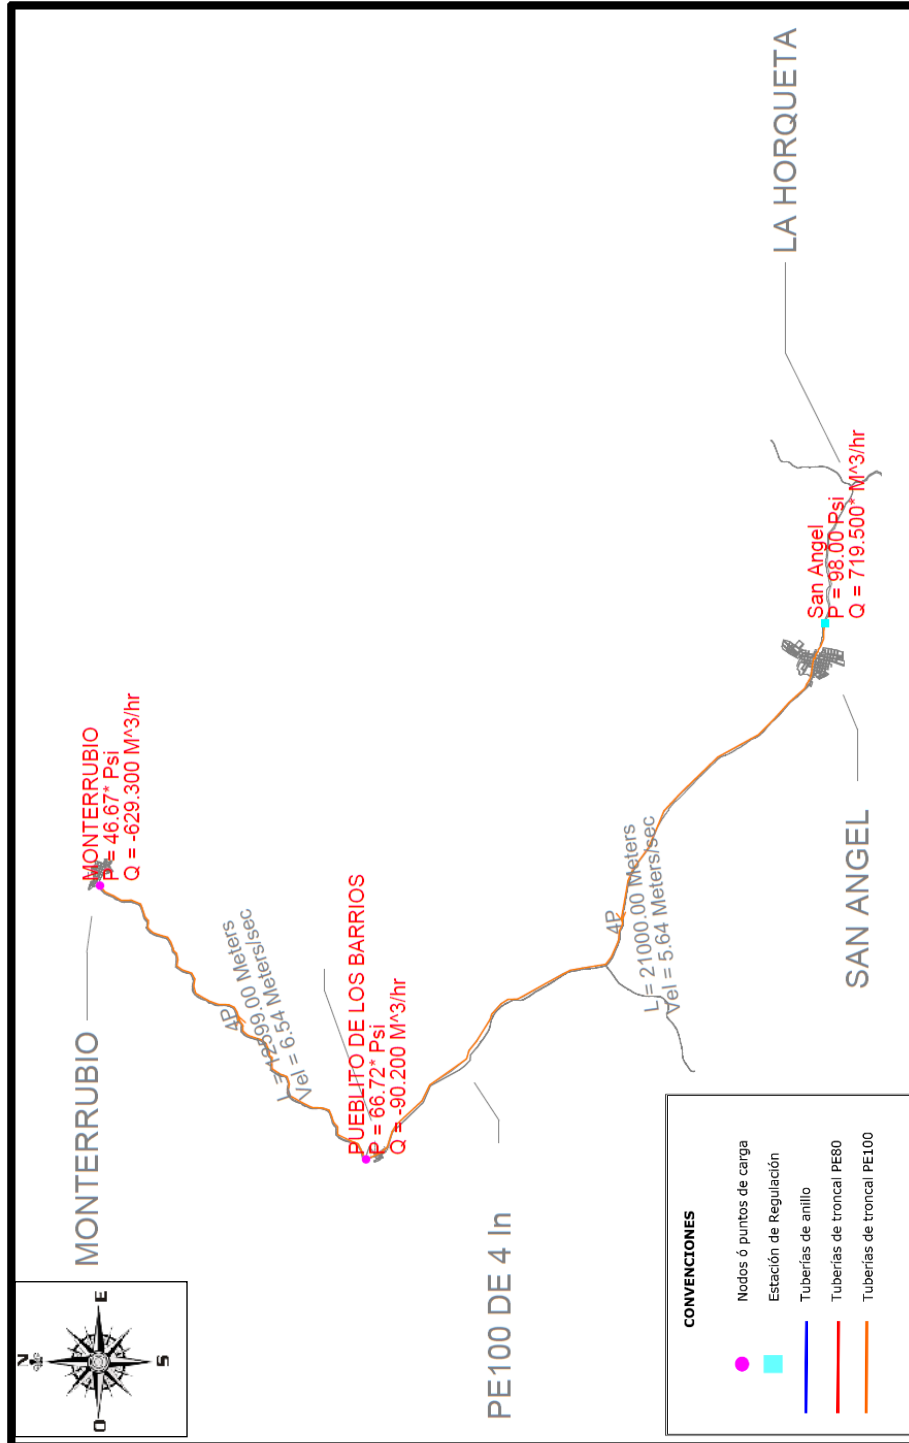 LA HORQUETA
San Angel
P = 98.00 Psi
Q = 719.500* M^3/hr
MONTERRUBIO
P = 46.67* Psi
Q = -629.300 M^3/hr
MONTERRUBIO
4P
L = 12599.00 Meters
Vel = 6.54 Meters/sec
PUEBLITO DE LOS BARRIOS
P = 66.72* Psi
Q = -90.200 M^3/hr
4P
L = 21000.00 Meters
Vel = 5.64 Meters/sec
SAN ANGEL
PE100 DE 4 In
N
E
S
O
CONVENCIONES
Nodos ó puntos de carga
Estación de Regulación
Tuberías de anillo
Tuberías de troncal PE80
Tuberías de troncal PE100